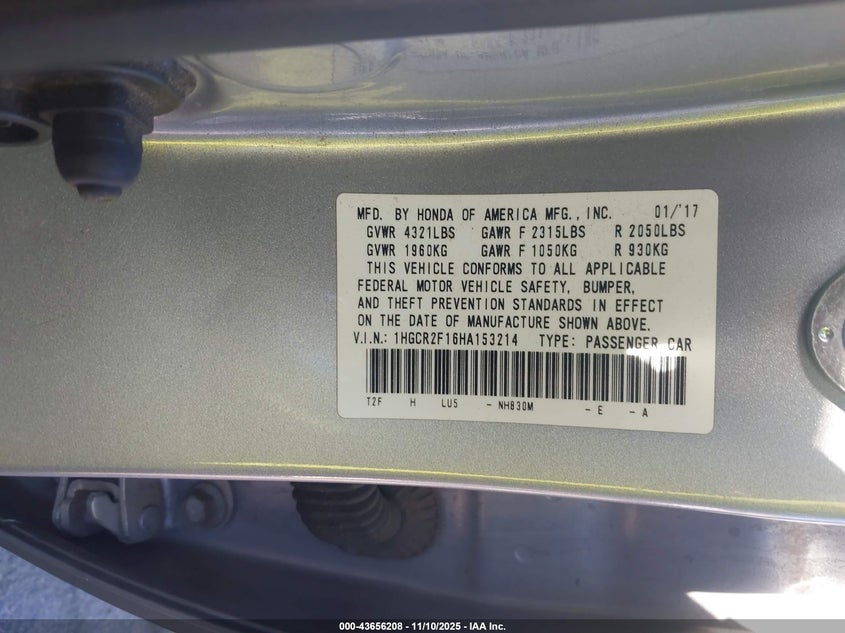 MFD. BY HONDA OF AMERICA MFG., INC. 01/'17
GVWR 4321LBS GAWR F 2315LBS R 2050LBS
GVWR 1960KG GAWR F 1050KG R 930KG
THIS VEHICLE CONFORMS TO ALL APPLICABLE
FEDERAL MOTOR VEHICLE SAFETY, BUMPER,
AND THEFT PREVENTION STANDARDS IN EFFECT
ON THE DATE OF MANUFACTURE SHOWN ABOVE.
V.I.N.: 1HGCR2F16HA153214 TYPE: PASSENGER CAR
T2F H LU5 - NH830M - E - A
000-43656208 - 11/10/2025 - IAA Inc.